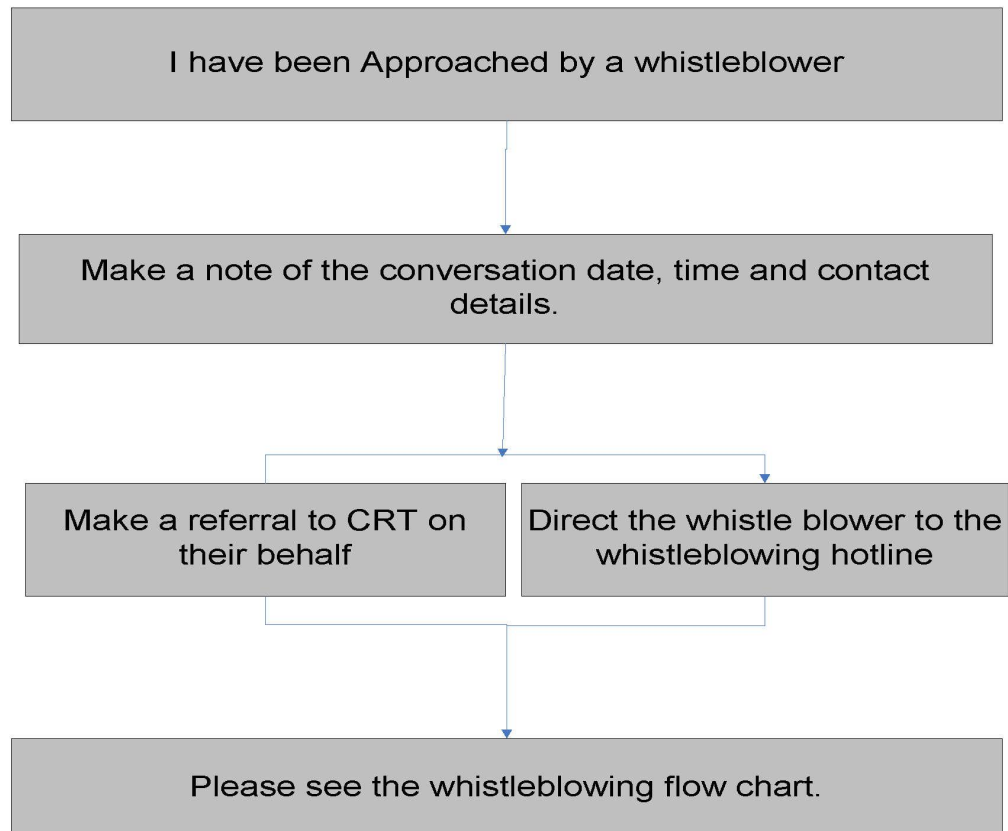 I have been Approached by a whistleblower
Make a note of the conversation date, time and contact
details.
Make a referral to CRT on
their behalf
Direct the whistle blower to the
whistleblowing hotline
Please see the whistleblowing flow chart.